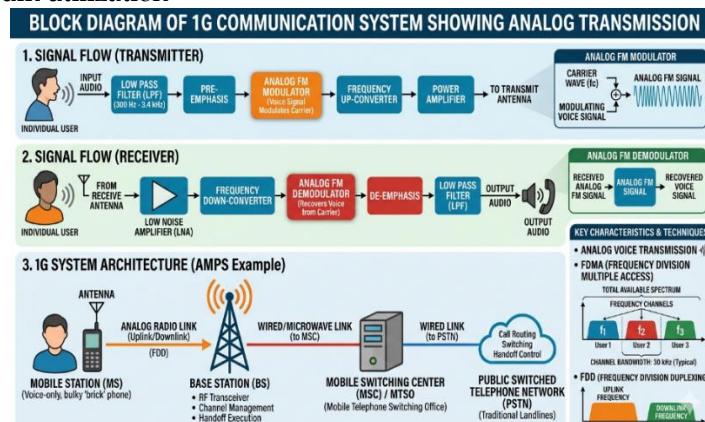 BLOCK DIAGRAM OF 1G COMMUNICATION SYSTEM SHOWING ANALOG TRANSMISSION
1. SIGNAL FLOW (TRANSMITTER)
INDIVIDUAL USER
INPUT
AUDIO
LOW PASS
FILTER (LPF)
(300 Hz - 3.4 kHz)
PRE-
EMPHASIS
ANALOG FM
MODULATOR
(Voice Signal
Modulates Carrier)
FREQUENCY
UP-CONVERTER
POWER
AMPLIFIER
TO TRANSMIT
ANTENNA
ANALOG FM MODULATOR
CARRIER
WAVE (fc)
MODULATING
VOICE SIGNAL
ANALOG FM SIGNAL
2. SIGNAL FLOW (RECEIVER)
INDIVIDUAL USER
FROM
RECEIVE
ANTENNA
LOW NOISE
AMPLIFIER (LNA)
FREQUENCY
DOWN-CONVERTER
ANALOG FM
DEMODULATOR
(Recovers Voice
from Carrier)
DE-EMPHASIS
LOW PASS
FILTER
(LPF)
OUTPUT
AUDIO
OUTPUT
AUDIO
ANALOG FM DEMODULATOR
RECEIVED
ANALOG
FM SIGNAL
ANALOG FM
SIGNAL
RECOVERED
VOICE
SIGNAL
3. 1G SYSTEM ARCHITECTURE (AMPS Example)
ANTENNA
MOBILE STATION (MS)
(Voice-only, bulky 'brick' phone)
ANALOG RADIO LINK
(Uplink/Downlink)
(FDD)
BASE STATION (BS)
• RF Transceiver
• Channel Management
• Handoff Execution
WIRED/MICROWAVE LINK
(to MSC)
MOBILE SWITCHING CENTER
(MSC) / MTSO
(Mobile Telephone Switching Office)
WIRED LINK
(to PSTN)
Call Routing
Switching
Handoff Control
PUBLIC SWITCHED
TELEPHONE NETWORK
(PSTN)
(Traditional Landlines)
KEY CHARACTERISTICS & TECHNIQUES
• ANALOG VOICE TRANSMISSION
• FDMA (FREQUENCY DIVISION
MULTIPLE ACCESS)
TOTAL AVAILABLE SPECTRUM
FREQUENCY CHANNELS
f1 f2 f3
User 1 User 2 User 3
CHANNEL BANDWIDTH: 30 kHz (Typical)
• FDD (FREQUENCY DIVISION DUPLEXING)
UPLINK
FREQUENCY
DOWNLINK
FREQUENCY